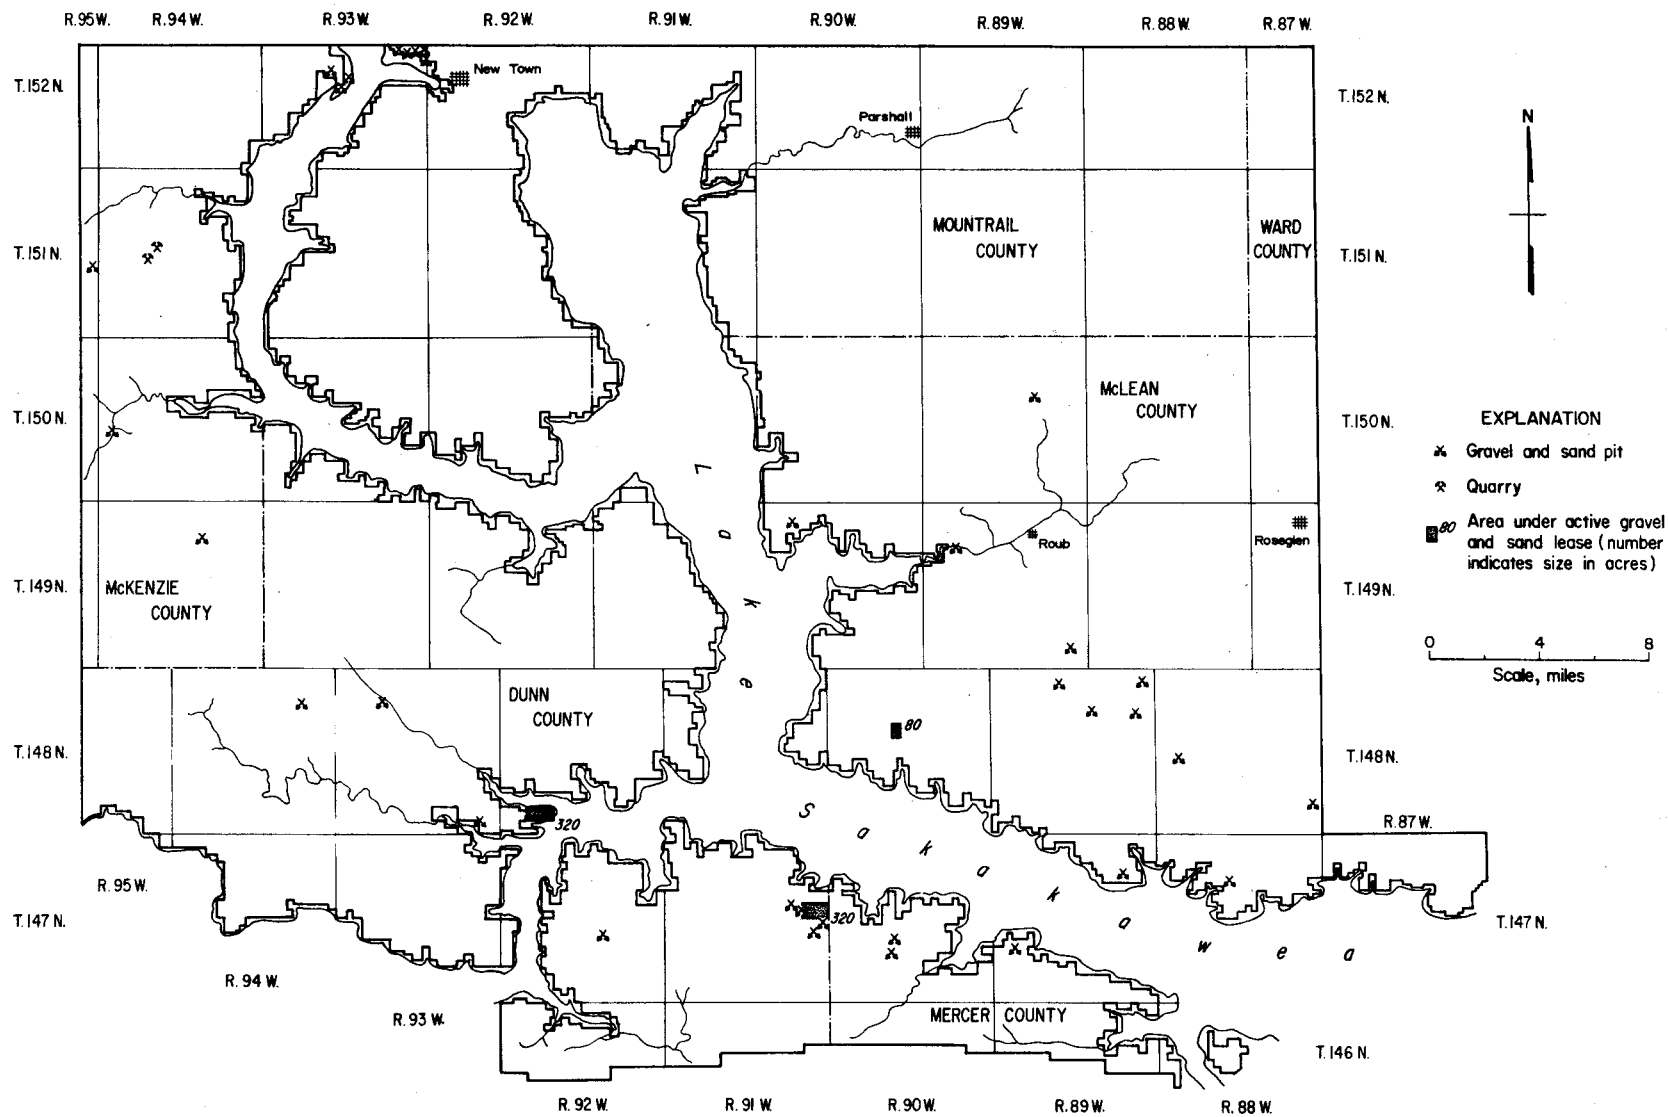 R.95W. R.94W. R.93W. R.92W. R.91W. R.90W. R.89W. R.88W. R.87W.
T.152N.
New Town
T.152N.
Parshall
N
MOUNTRAIL
COUNTY
WARD
COUNTY
T.151N.
T.151N.
McLEAN
COUNTY
T.150N.
T.150N.
EXPLANATION
Gravel and sand pit
Quarry
80 Area under active gravel
and sand lease (number
indicates size in acres)
Roub
Roseglen
McKENZIE
COUNTY
T.149N.
T.149N.
0 4 8
Scale, miles
Lake
DUNN
COUNTY
80
T.148N.
T.148N.
320
Sakakawea
R.87W.
R.95W.
T.147N.
320
T.147N.
R.94W.
R.93W.
MERCER COUNTY
T.146N.
R.92W. R.91W. R.90W. R.89W. R.88W.